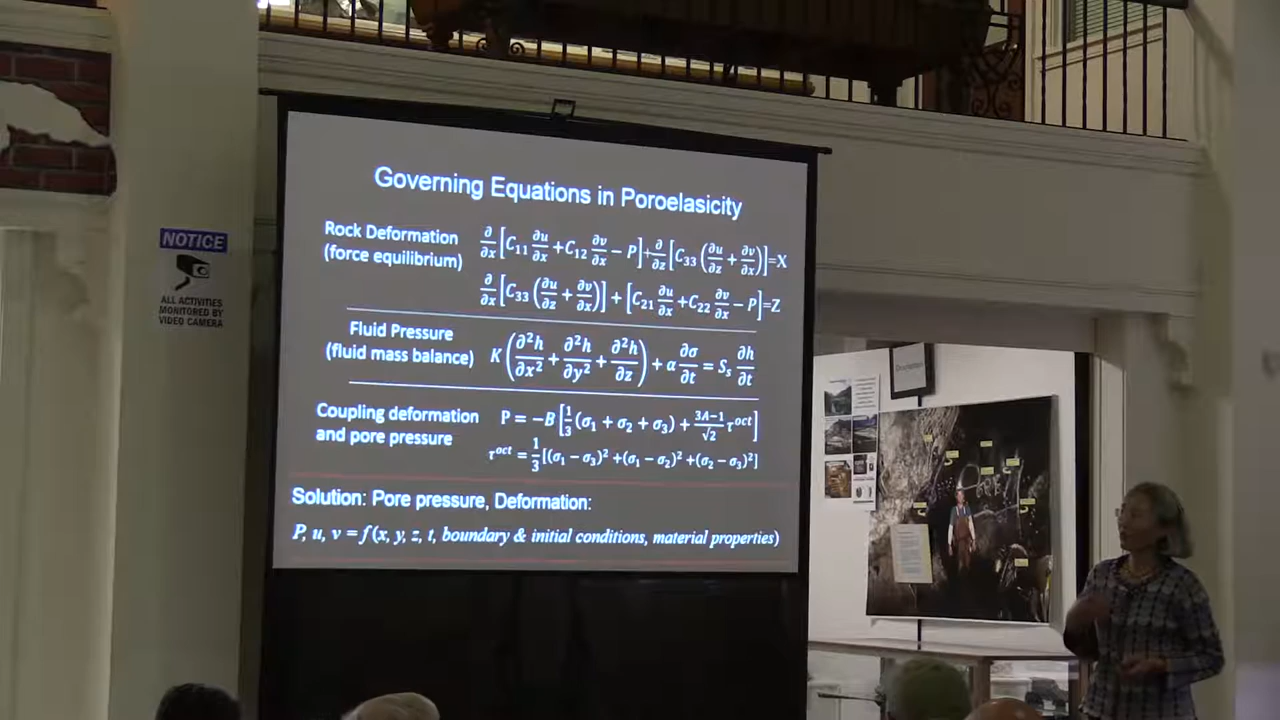 Governing Equations in Poroelasicity
Rock Deformation
(force equilibrium)
∂/∂x [C₁₁ ∂u/∂x + C₁₂ ∂v/∂x − P] + ∂/∂z [C₃₃ (∂u/∂z + ∂v/∂x)] = X
∂/∂x [C₃₃ (∂u/∂z + ∂v/∂x)] + [C₂₁ ∂u/∂x + C₂₂ ∂v/∂x − P] = Z
Fluid Pressure
(fluid mass balance)
K (∂²h/∂x² + ∂²h/∂y² + ∂²h/∂z) + α ∂σ/∂t = Sₛ ∂h/∂t
Coupling deformation
and pore pressure
P = −B [1/3 (σ₁ + σ₂ + σ₃) + 3A−1/√2 τᵒᶜᵗ]
τᵒᶜᵗ = 1/3 [(σ₁ − σ₃)² +(σ₁ − σ₂)² +(σ₂ − σ₃)²]
Solution: Pore pressure, Deformation:
P, u, v = f(x, y, z, t, boundary & initial conditions, material properties)
NOTICE
ALL ACTIVITIES
MONITORED BY
VIDEO CAMERA